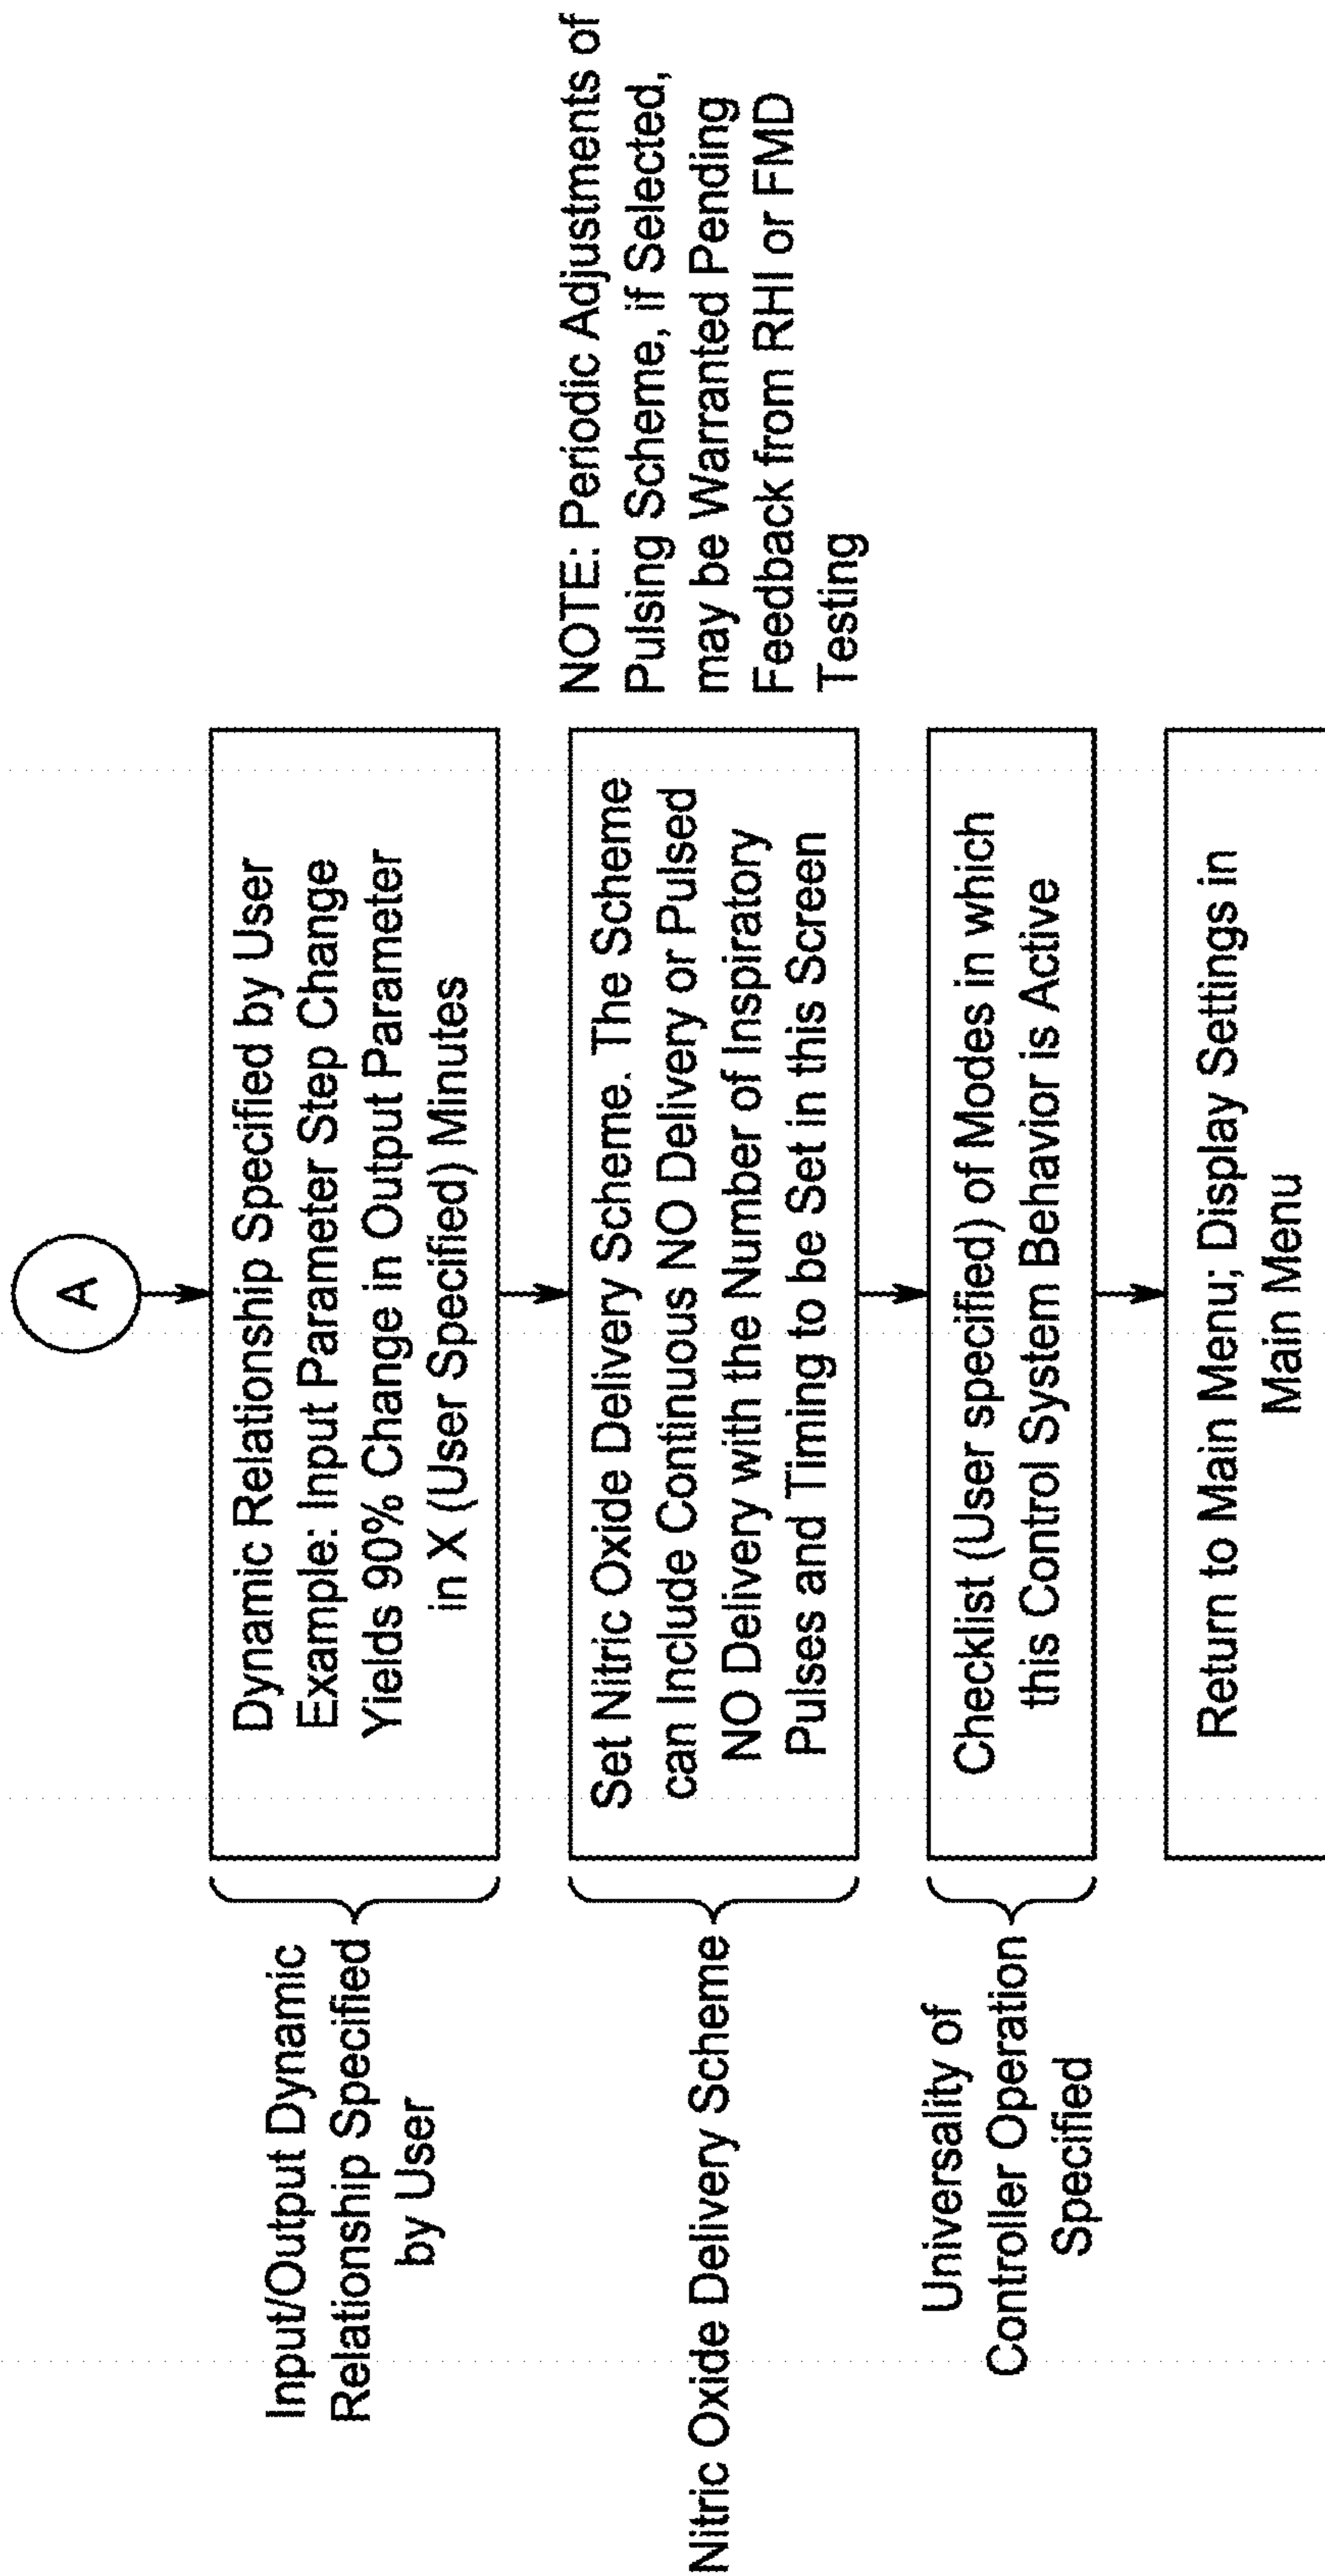 A
Input/Output Dynamic
Relationship Specified
by User
Dynamic Relationship Specified by User
Example: Input Parameter Step Change
Yields 90% Change in Output Parameter
in X (User Specified) Minutes
Nitric Oxide Delivery Scheme
Set Nitric Oxide Delivery Scheme. The Scheme
can Include Continuous NO Delivery or Pulsed
NO Delivery with the Number of Inspiratory
Pulses and Timing to be Set in this Screen
NOTE: Periodic Adjustments of
Pulsing Scheme, if Selected,
may be Warranted Pending
Feedback from RHI or FMD
Testing
Universality of
Controller Operation
Specified
Checklist (User specified) of Modes in which
this Control System Behavior is Active
Return to Main Menu; Display Settings in
Main Menu